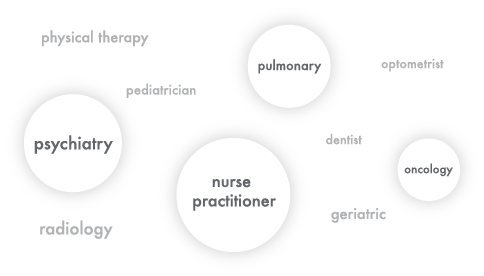 physical therapy
pulmonary
optometrist
pediatrician
psychiatry
dentist
oncology
nurse
practitioner
geriatric
radiology